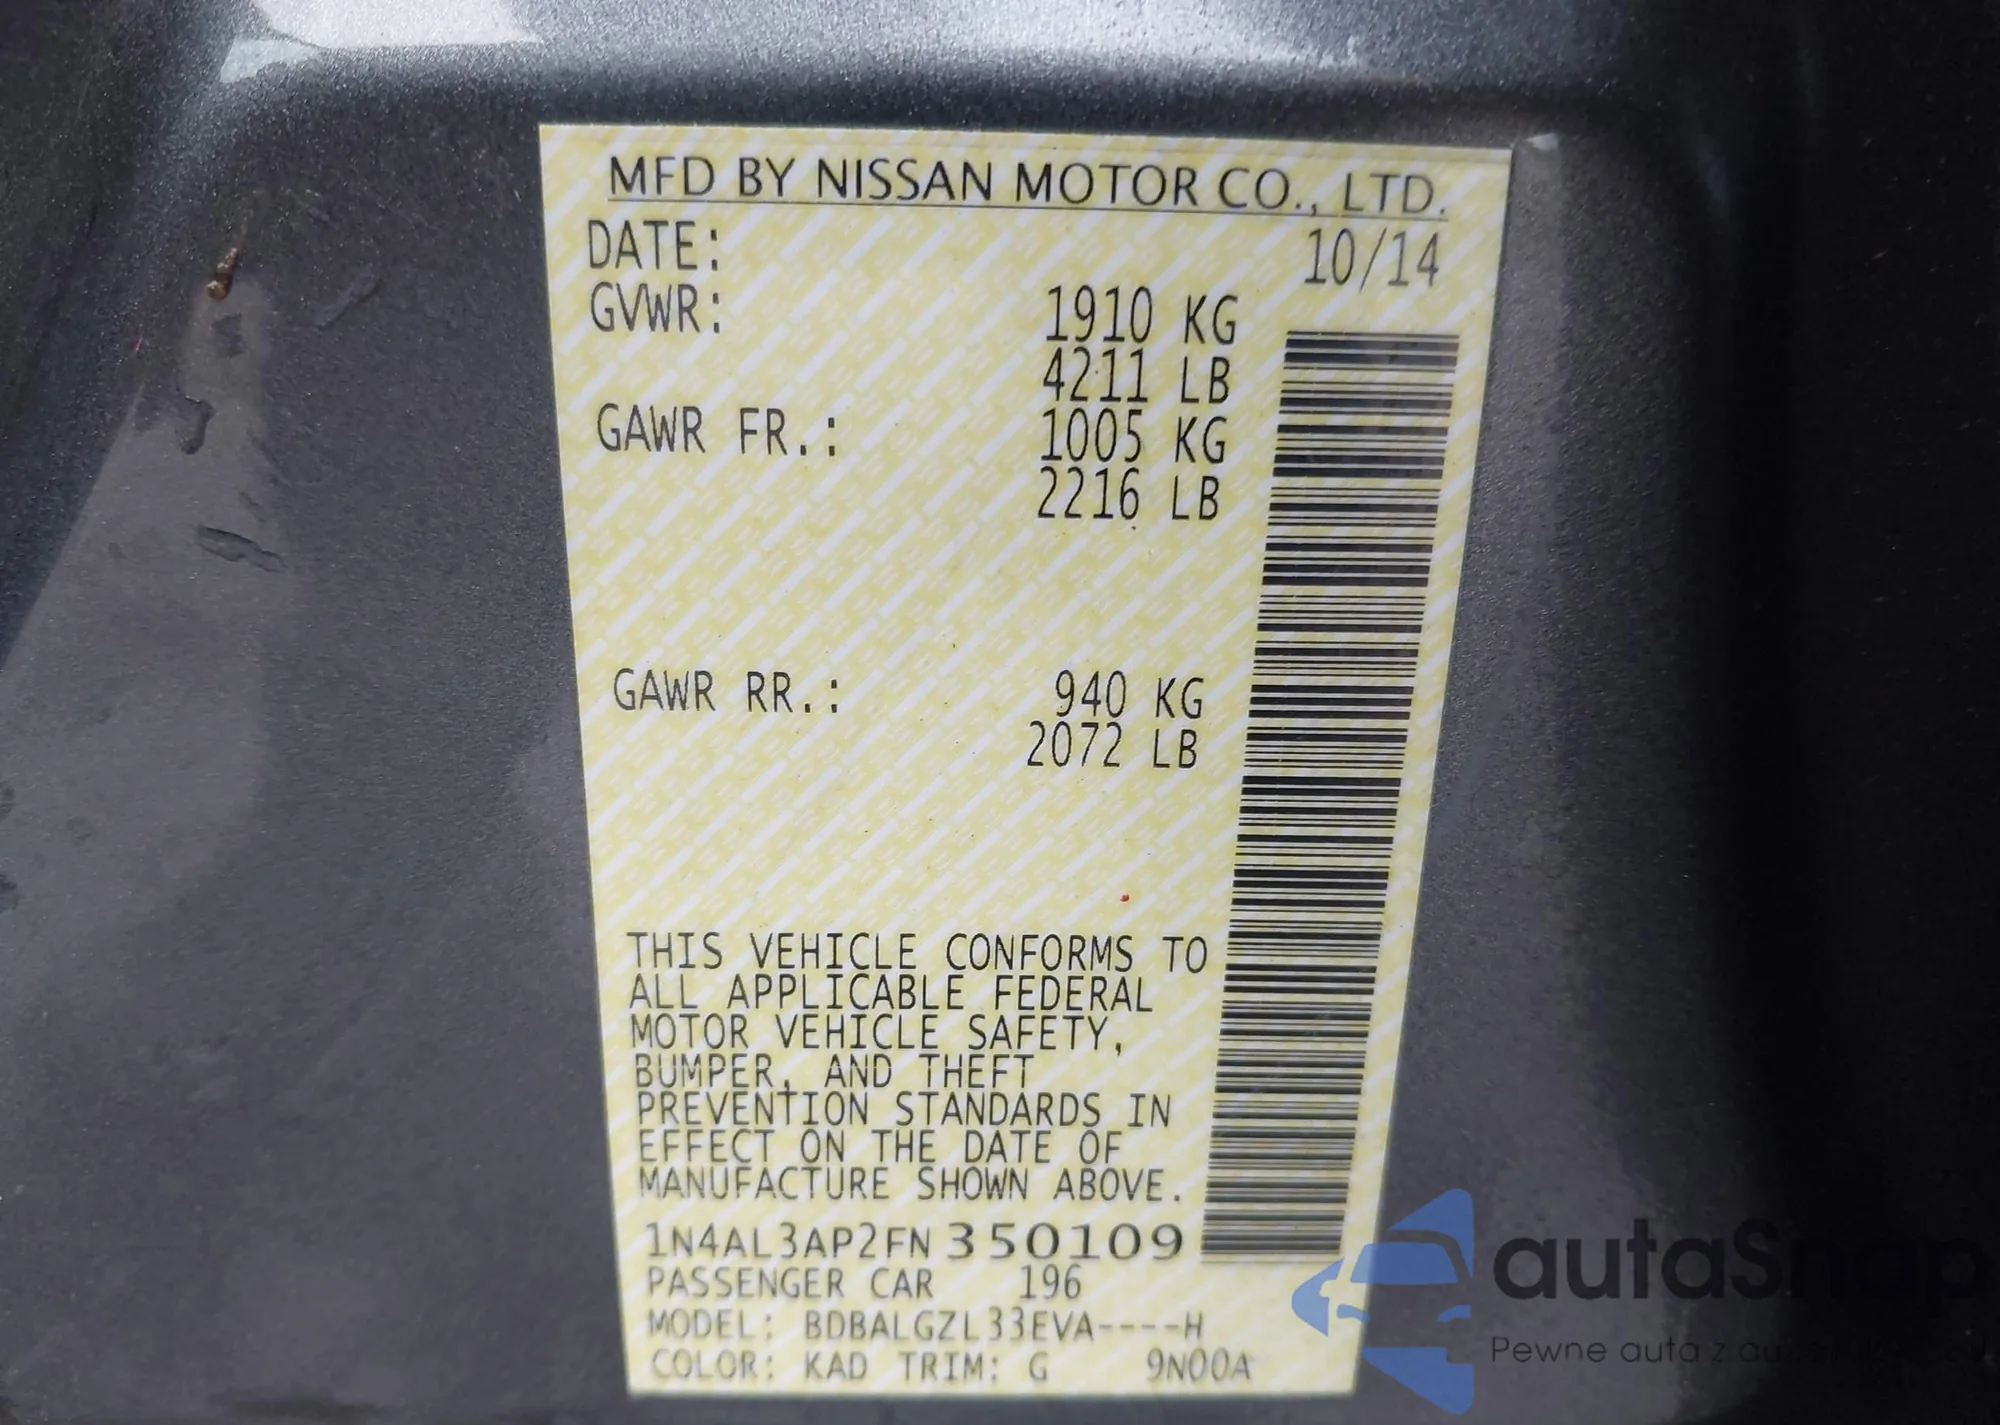 MFD BY NISSAN MOTOR CO., LTD.
DATE: 10/14
GVWR: 1910 KG
4211 LB
GAWR FR.: 1005 KG
2216 LB
GAWR RR.: 940 KG
2072 LB
THIS VEHICLE CONFORMS TO
ALL APPLICABLE FEDERAL
MOTOR VEHICLE SAFETY,
BUMPER, AND THEFT
PREVENTION STANDARDS IN
EFFECT ON THE DATE OF
MANUFACTURE SHOWN ABOVE.
1N4AL3AP2FN350109
PASSENGER CAR 196
MODEL: BDBALGZL33EVA----H
COLOR: KAD TRIM: G 9N00A
autaSnap
Pewne auta z